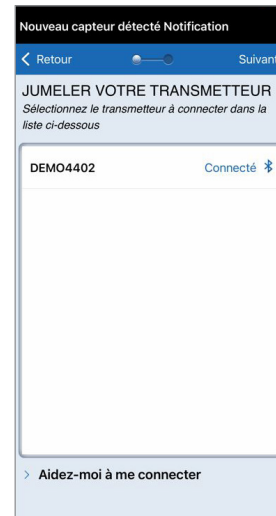 Nouveau capteur détecté Notification
Retour
Suivant
JUMELER VOTRE TRANSMETTEUR
Sélectionnez le transmetteur à connecter dans la
liste ci-dessous
DEMO4402
Connecté
Aidez-moi à me connecter